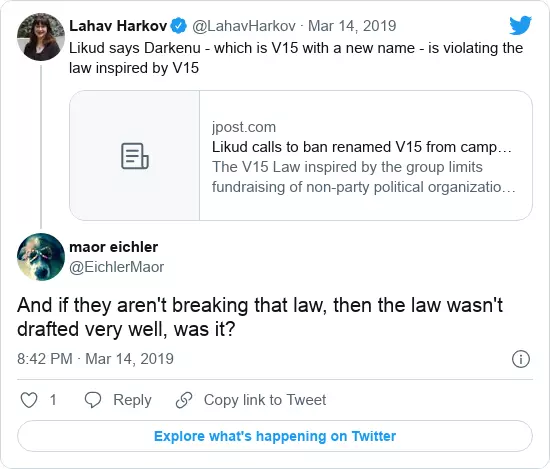 Lahav Harkov @LahavHarkov · Mar 14, 2019
Likud says Darkenu - which is V15 with a new name - is violating the
law inspired by V15
jpost.com
Likud calls to ban renamed V15 from camp…
The V15 Law inspired by the group limits
fundraising of non-party political organizatio…
maor eichler
@EichlerMaor
And if they aren't breaking that law, then the law wasn't
drafted very well, was it?
8:42 PM · Mar 14, 2019
1 Reply Copy link to Tweet
Explore what's happening on Twitter